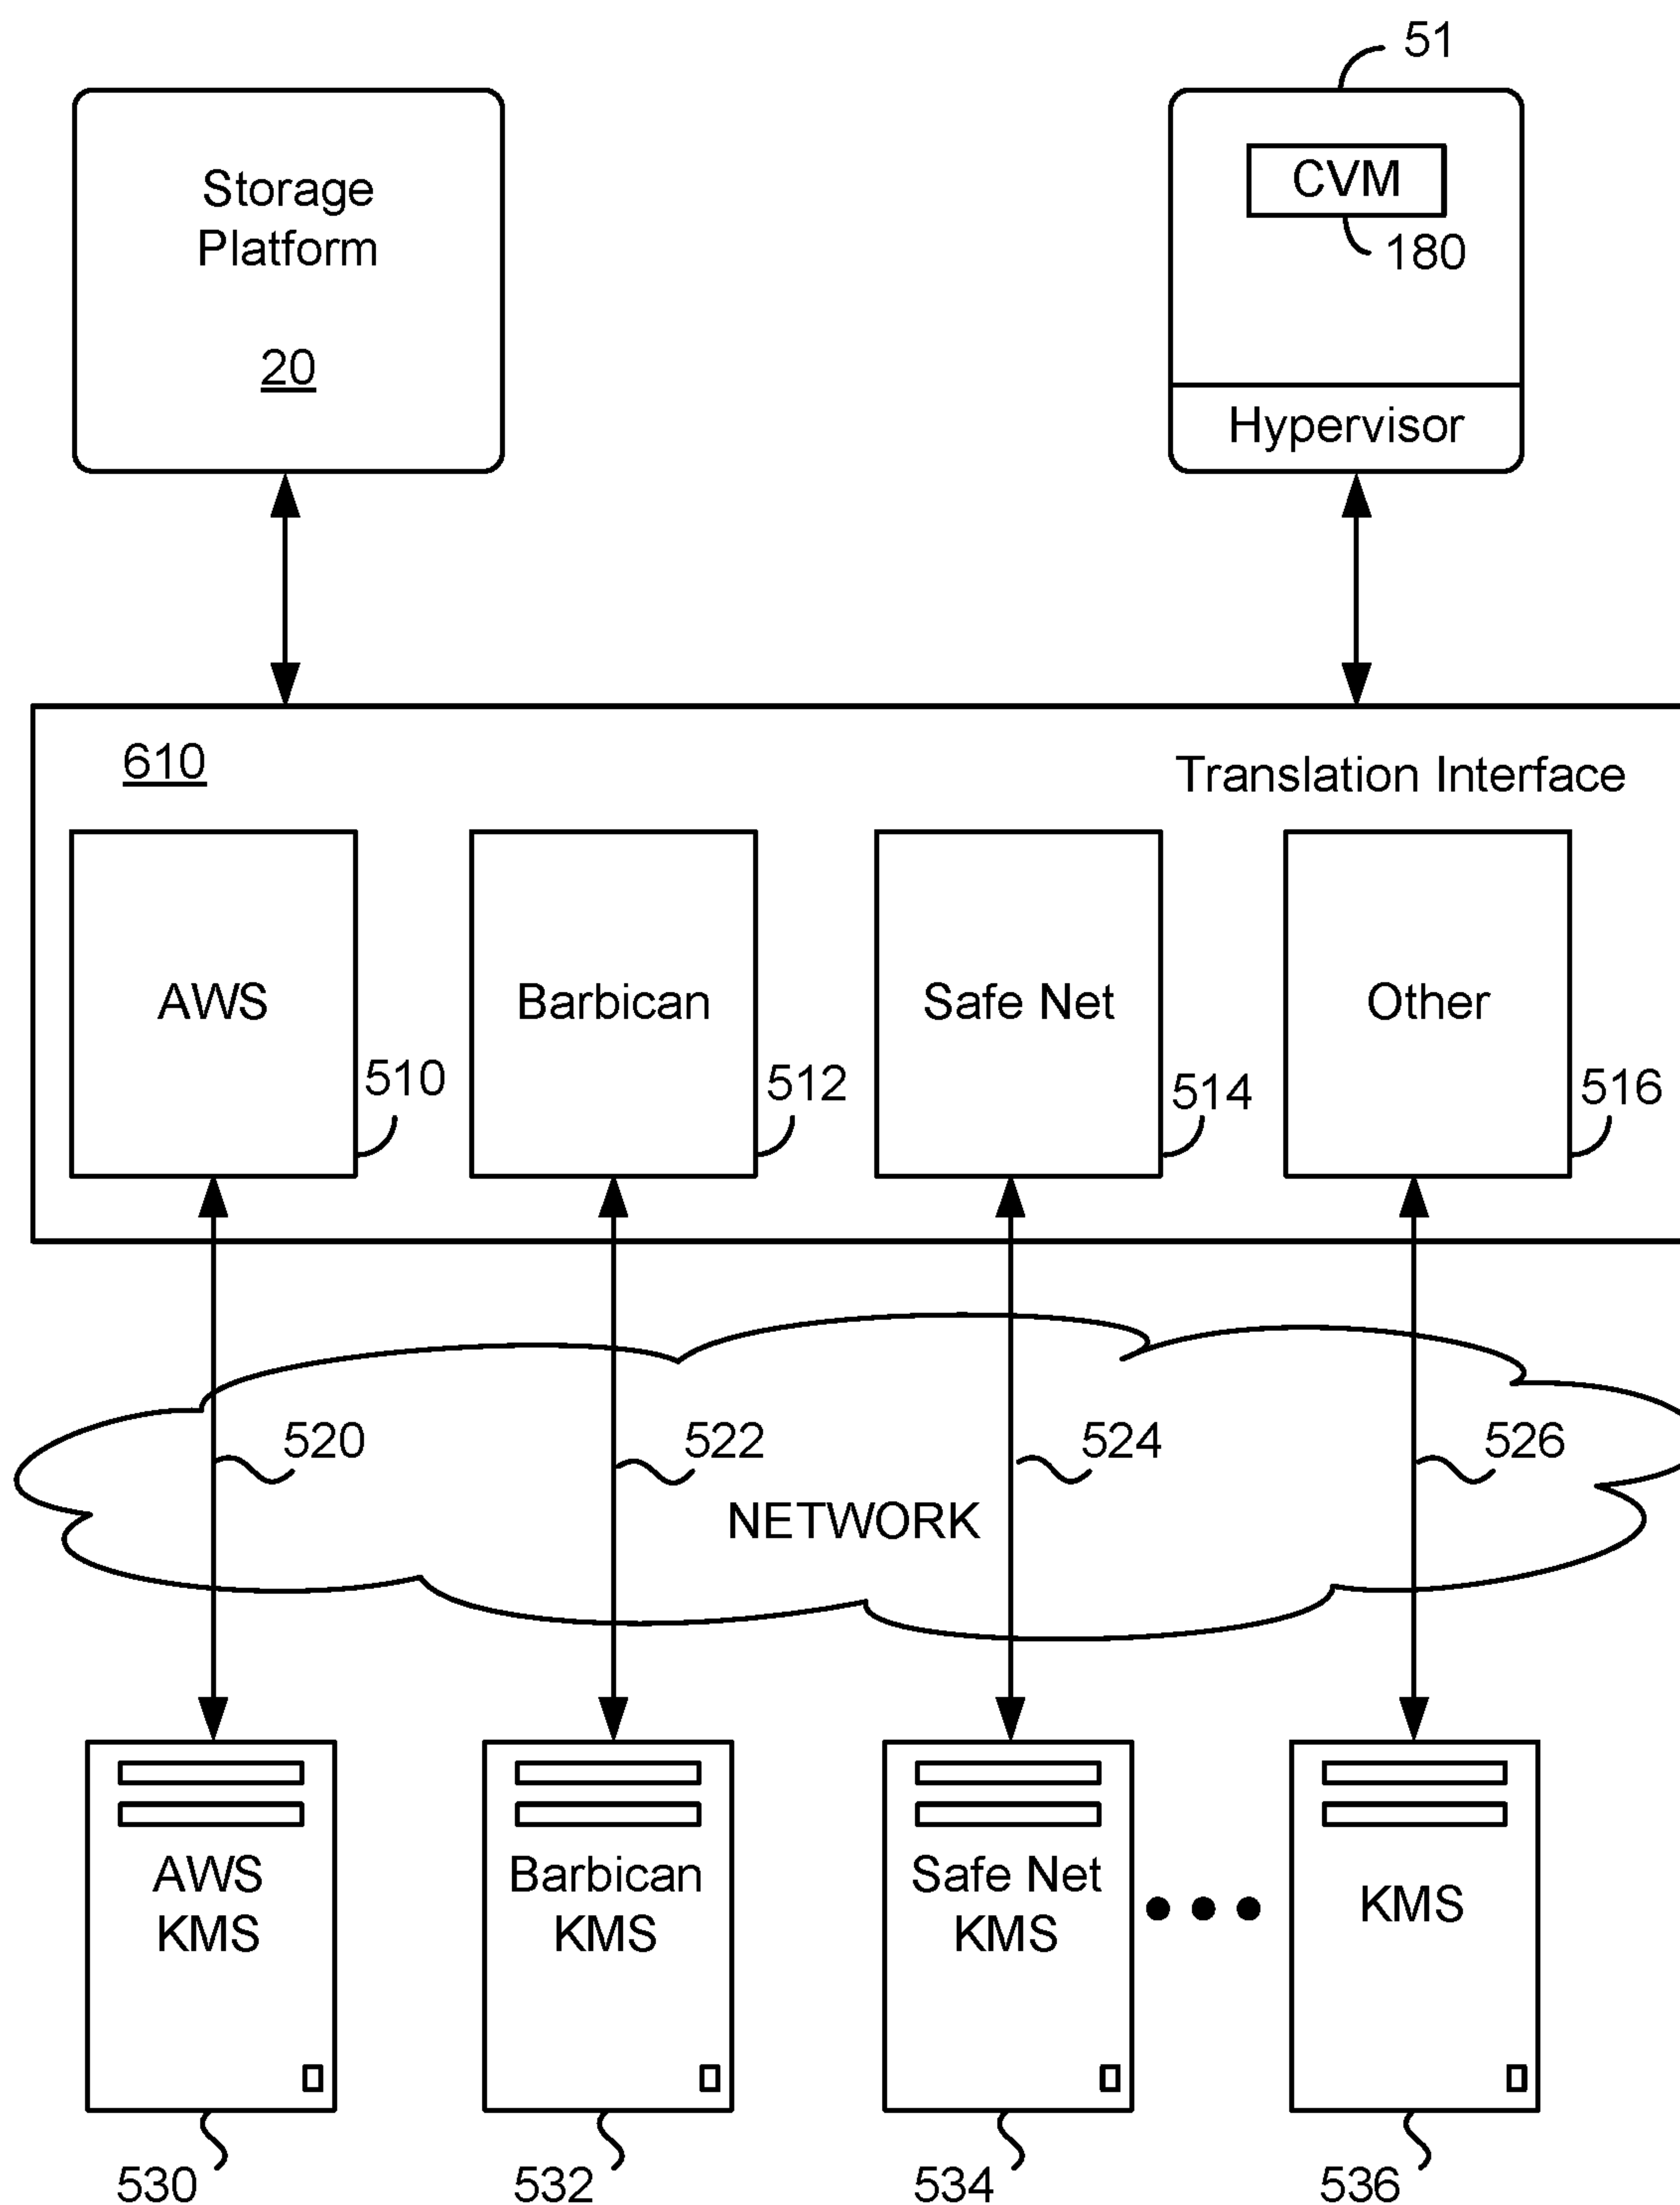 51
Storage
Platform
20
CVM
180
Hypervisor
610
Translation Interface
AWS
Barbican
Safe Net
Other
510
512
514
516
520
522
524
526
NETWORK
AWS
KMS
Barbican
KMS
Safe Net
KMS
KMS
530
532
534
536